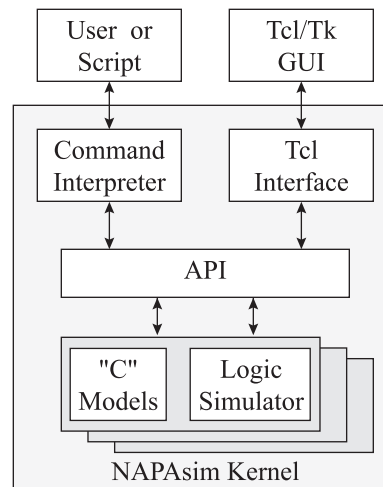 User or
Script
Tcl/Tk
GUI
Command
Interpreter
Tcl
Interface
API
"C"
Models
Logic
Simulator
NAPAsim Kernel